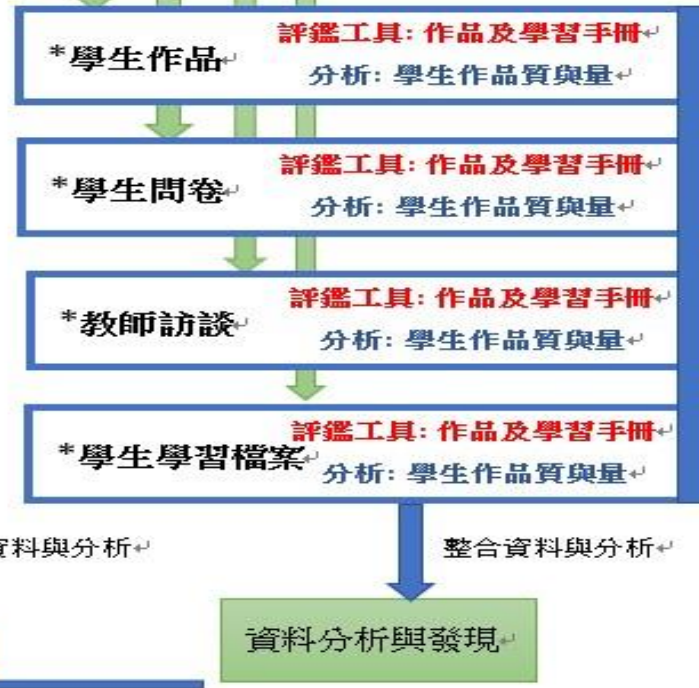 *學生作品
評鑑工具: 作品及學習手冊
分析: 學生作品質與量
*學生問卷
評鑑工具: 作品及學習手冊
分析: 學生作品質與量
*教師訪談
評鑑工具: 作品及學習手冊
分析: 學生作品質與量
*學生學習檔案
評鑑工具: 作品及學習手冊
分析: 學生作品質與量
資料與分析
整合資料與分析
資料分析與發現